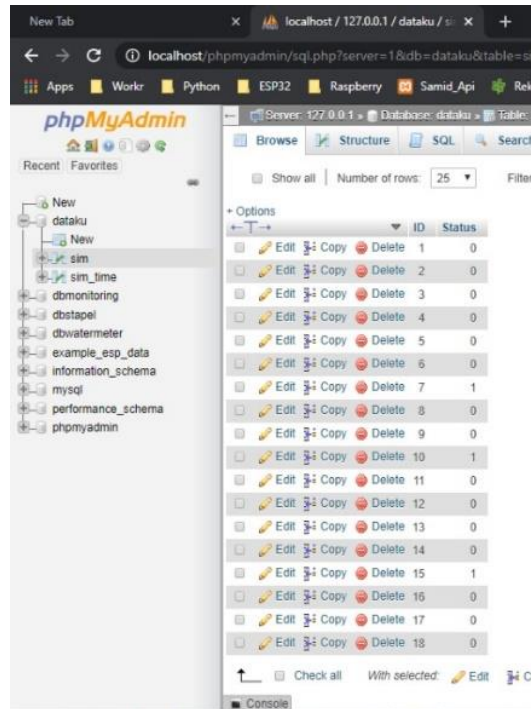 New Tab
localhost / 127.0.0.1 / dataku / si
localhost/phpmyadmin/sql.php?server=1&db=dataku&table=si
Apps Workr Python ESP32 Raspberry Samid_Api Rek
phpMyAdmin
Recent Favorites
New
dataku
New
sim
sim_time
dbmonitoring
dbstapel
dbwatermeter
example_esp_data
information_schema
mysql
performance_schema
phpmyadmin
Server: 127.0.0.1 » Database: dataku » Table:
Browse Structure SQL Search
Show all Number of rows: 25 Filter
+ Options
←T→ ID Status
Edit Copy Delete 1 0
Edit Copy Delete 2 0
Edit Copy Delete 3 0
Edit Copy Delete 4 0
Edit Copy Delete 5 0
Edit Copy Delete 6 0
Edit Copy Delete 7 1
Edit Copy Delete 8 0
Edit Copy Delete 9 0
Edit Copy Delete 10 1
Edit Copy Delete 11 0
Edit Copy Delete 12 0
Edit Copy Delete 13 0
Edit Copy Delete 14 0
Edit Copy Delete 15 1
Edit Copy Delete 16 0
Edit Copy Delete 17 0
Edit Copy Delete 18 0
Check all With selected: Edit C
Console